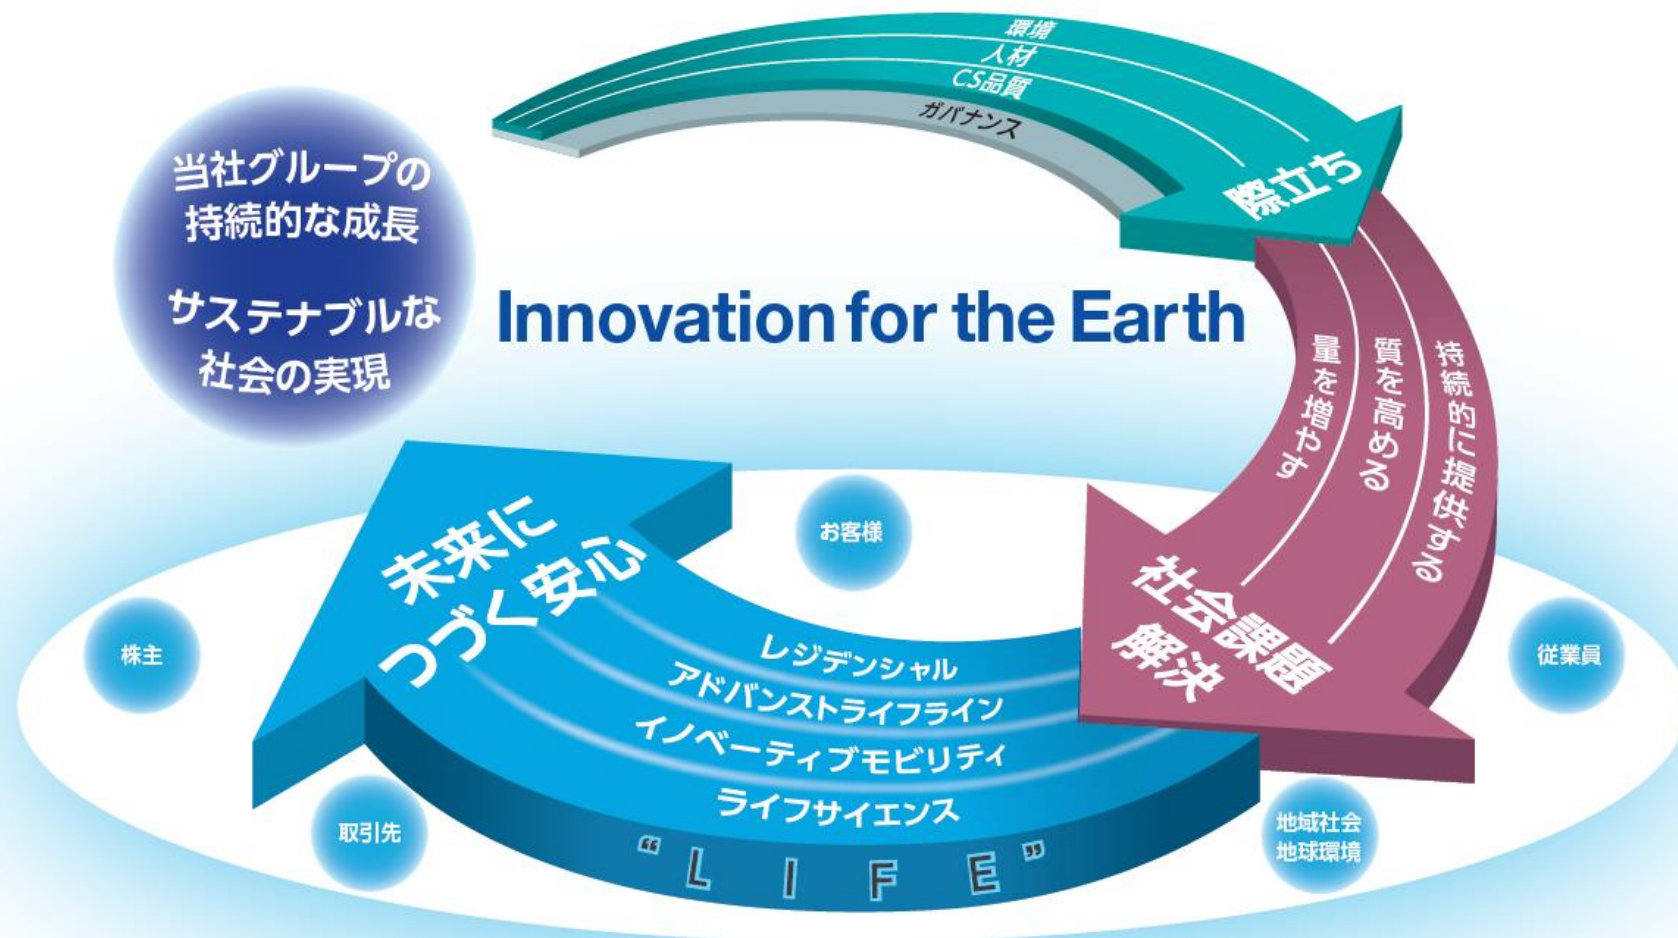 環境
人材
CS品質
ガバナンス
際立ち
当社グループの
持続的な成長
サステナブルな
社会の実現
Innovation for the Earth
量を増やす
質を高める
持続的に提供する
社会課題
解決
未来に
つづく安心
レジデンシャル
アドバンストライフライン
イノベーティブモビリティ
ライフサイエンス
“LIFE”
お客様
株主
従業員
取引先
地域社会
地球環境